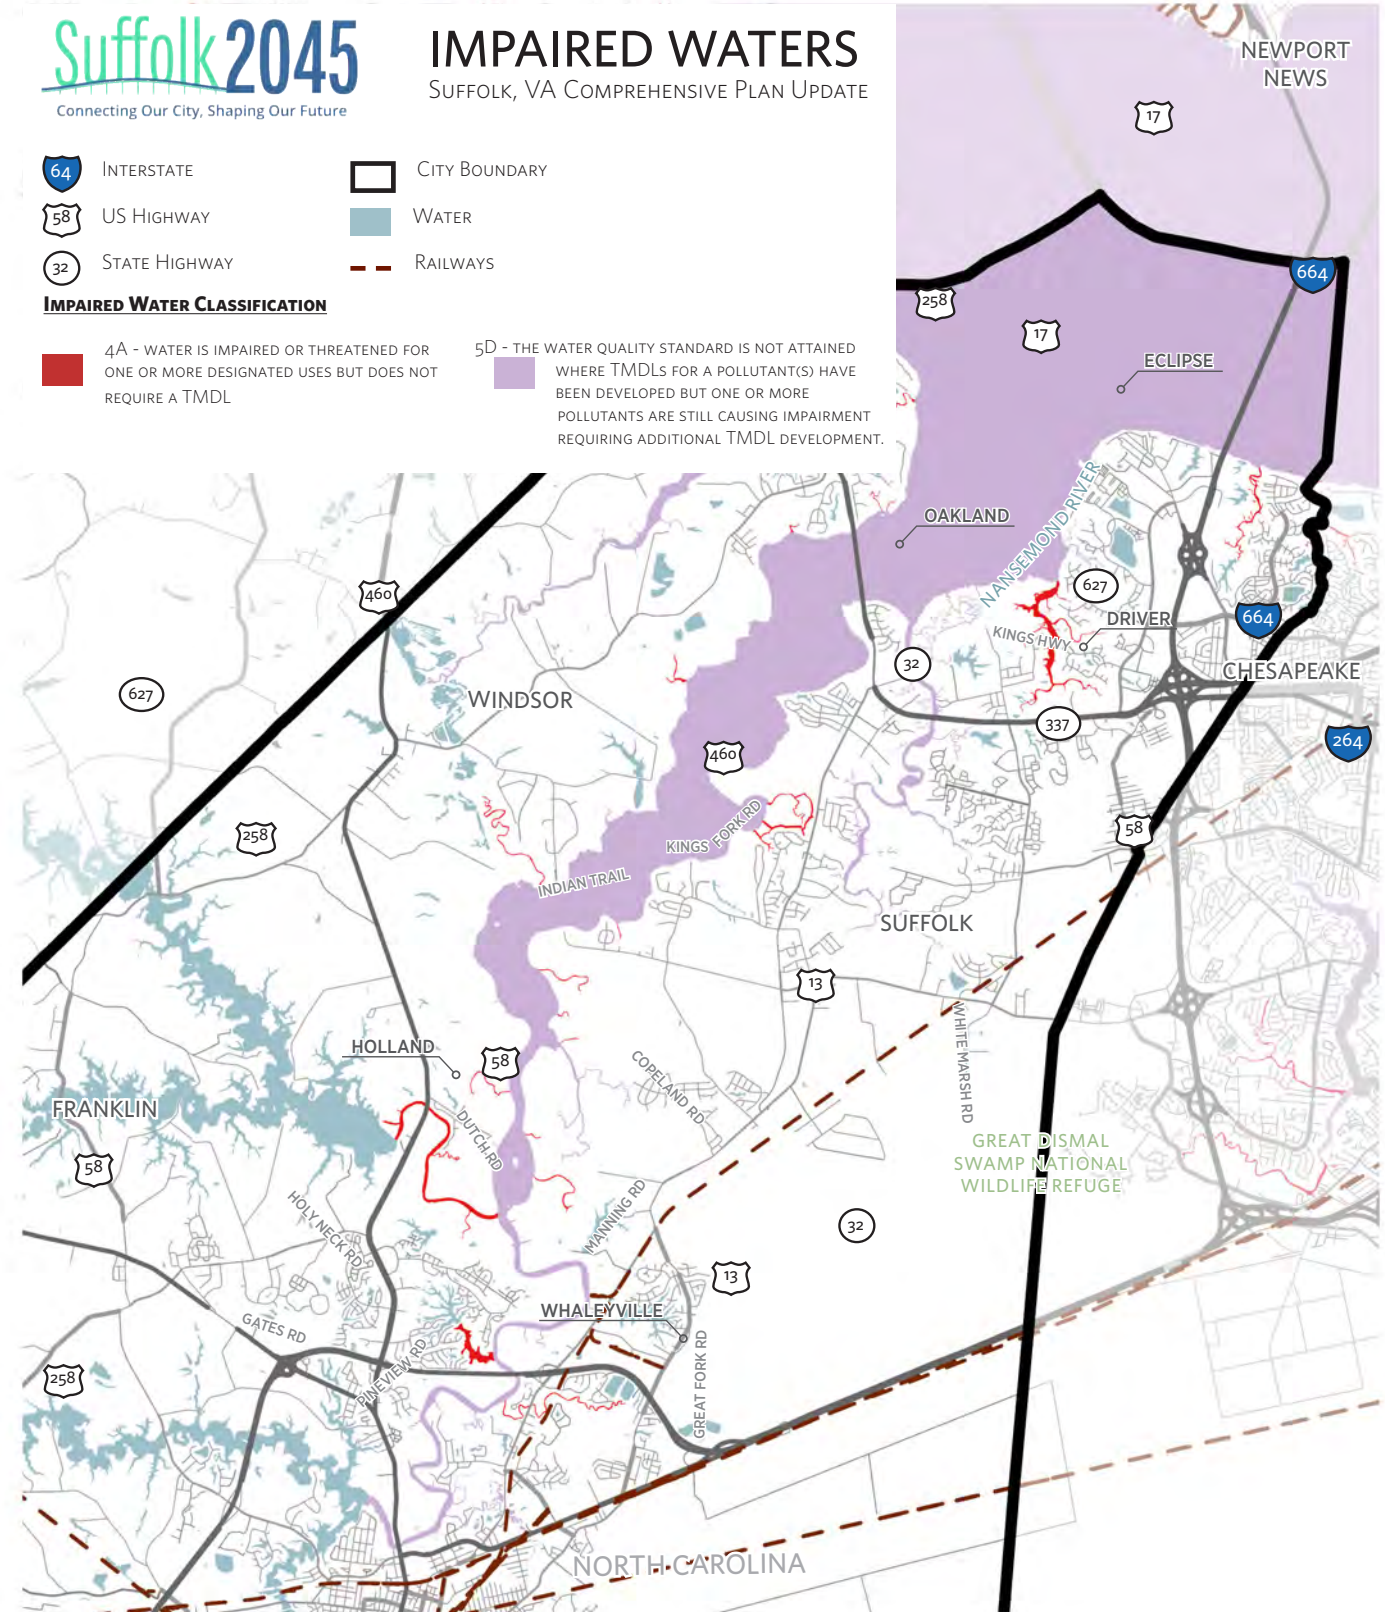 Suffolk 2045
Connecting Our City, Shaping Our Future
IMPAIRED WATERS
Suffolk, VA Comprehensive Plan Update
64 Interstate
58 US Highway
32 State Highway
City Boundary
Water
Railways
Impaired Water Classification
4A - water is impaired or threatened for
one or more designated uses but does not
require a TMDL
5D - the water quality standard is not attained
where TMDLs for a pollutant(s) have
been developed but one or more
pollutants are still causing impairment
requiring additional TMDL development.
NEWPORT
NEWS
17
664
258
17
ECLIPSE
OAKLAND
NANSEMOND RIVER
460
627
664
DRIVER
KINGS HWY
32
CHESAPEAKE
627
WINDSOR
337
264
460
258
58
KINGS FORK RD
INDIAN TRAIL
SUFFOLK
13
HOLLAND
58
WHITE MARSH RD
COPELAND RD
FRANKLIN
DUTCH RD
GREAT DISMAL
SWAMP NATIONAL
WILDLIFE REFUGE
58
HOLY NECK RD
MANNING RD
32
13
WHALEYVILLE
GATES RD
PINEVIEW RD
GREAT FORK RD
258
NORTH CAROLINA